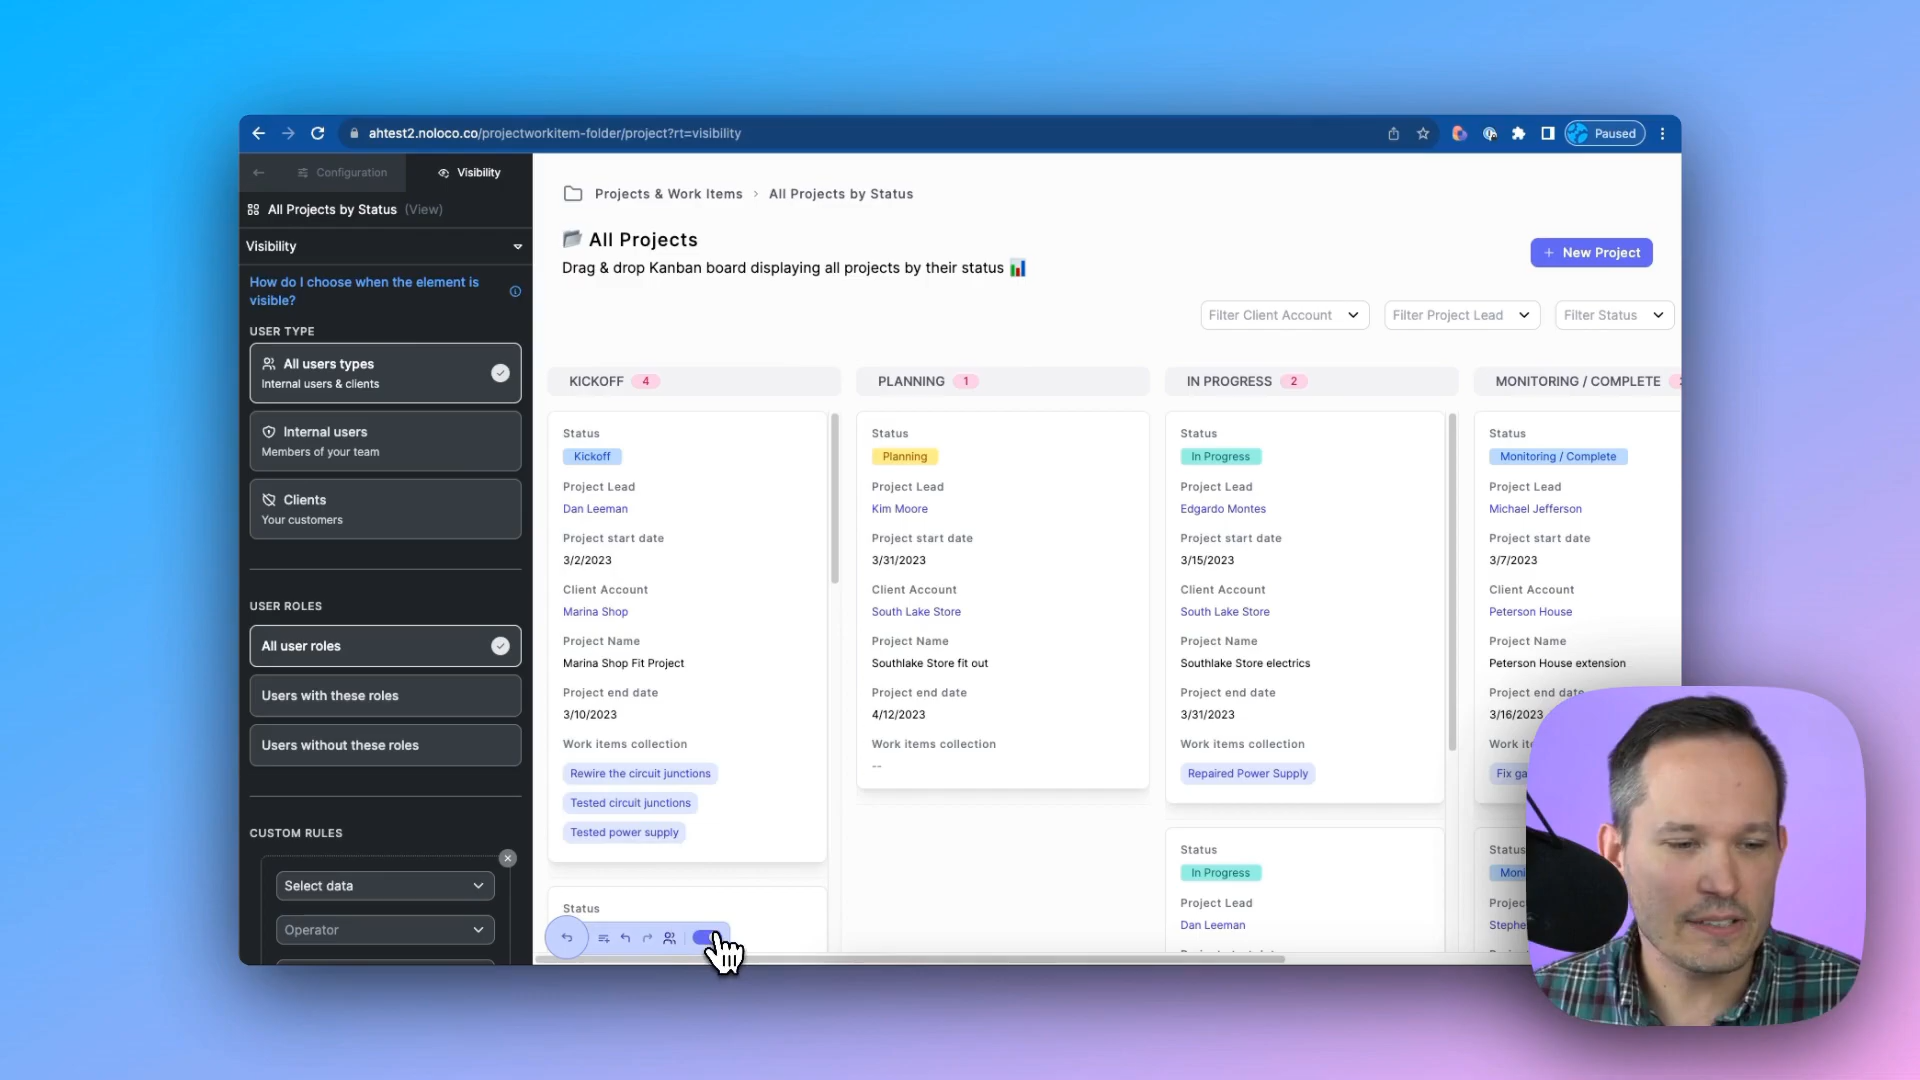 ahtest2.noloco.co/projectworkitem-folder/project?rt=visibility
Paused
Configuration
Visibility
All Projects by Status (View)
Visibility
How do I choose when the element is
visible?
USER TYPE
All users types
Internal users & clients
Internal users
Members of your team
Clients
Your customers
USER ROLES
All user roles
Users with these roles
Users without these roles
CUSTOM RULES
Select data
Operator
Projects & Work Items > All Projects by Status
All Projects
Drag & drop Kanban board displaying all projects by their status
+ New Project
Filter Client Account
Filter Project Lead
Filter Status
KICKOFF 4
Status
Kickoff
Project Lead
Dan Leeman
Project start date
3/2/2023
Client Account
Marina Shop
Project Name
Marina Shop Fit Project
Project end date
3/10/2023
Work items collection
Rewire the circuit junctions
Tested circuit junctions
Tested power supply
Status
PLANNING 1
Status
Planning
Project Lead
Kim Moore
Project start date
3/31/2023
Client Account
South Lake Store
Project Name
Southlake Store fit out
Project end date
4/12/2023
Work items collection
--
IN PROGRESS 2
Status
In Progress
Project Lead
Edgardo Montes
Project start date
3/15/2023
Client Account
South Lake Store
Project Name
Southlake Store electrics
Project end date
3/31/2023
Work items collection
Repaired Power Supply
Status
In Progress
Project Lead
Dan Leeman
MONITORING / COMPLETE
Status
Monitoring / Complete
Project Lead
Michael Jefferson
Project start date
3/7/2023
Client Account
Peterson House
Project Name
Peterson House extension
Project end date
3/16/2023
Work
Fix
Status